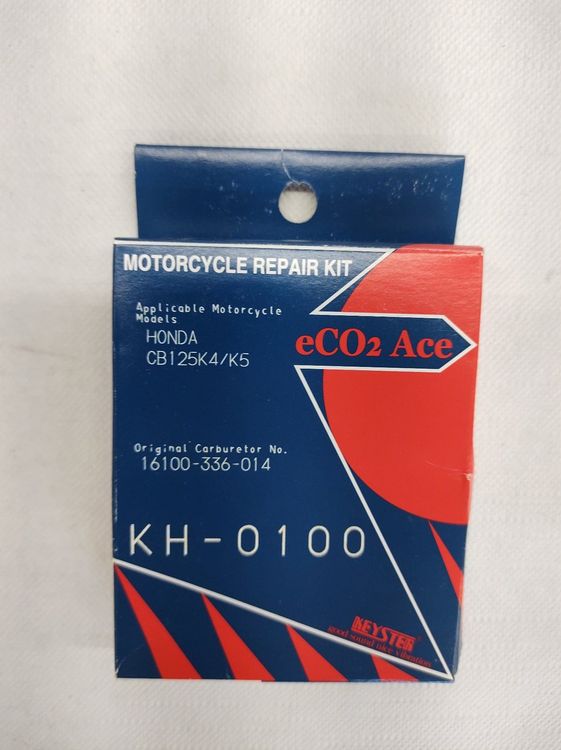 MOTORCYCLE REPAIR KIT
Applicable Motorcycle
Models
HONDA
CB125K4/K5
eCO2 Ace
Original Carburetor No.
16100-336-014
KH-0100
KEYSTER®
good sound nice vibration